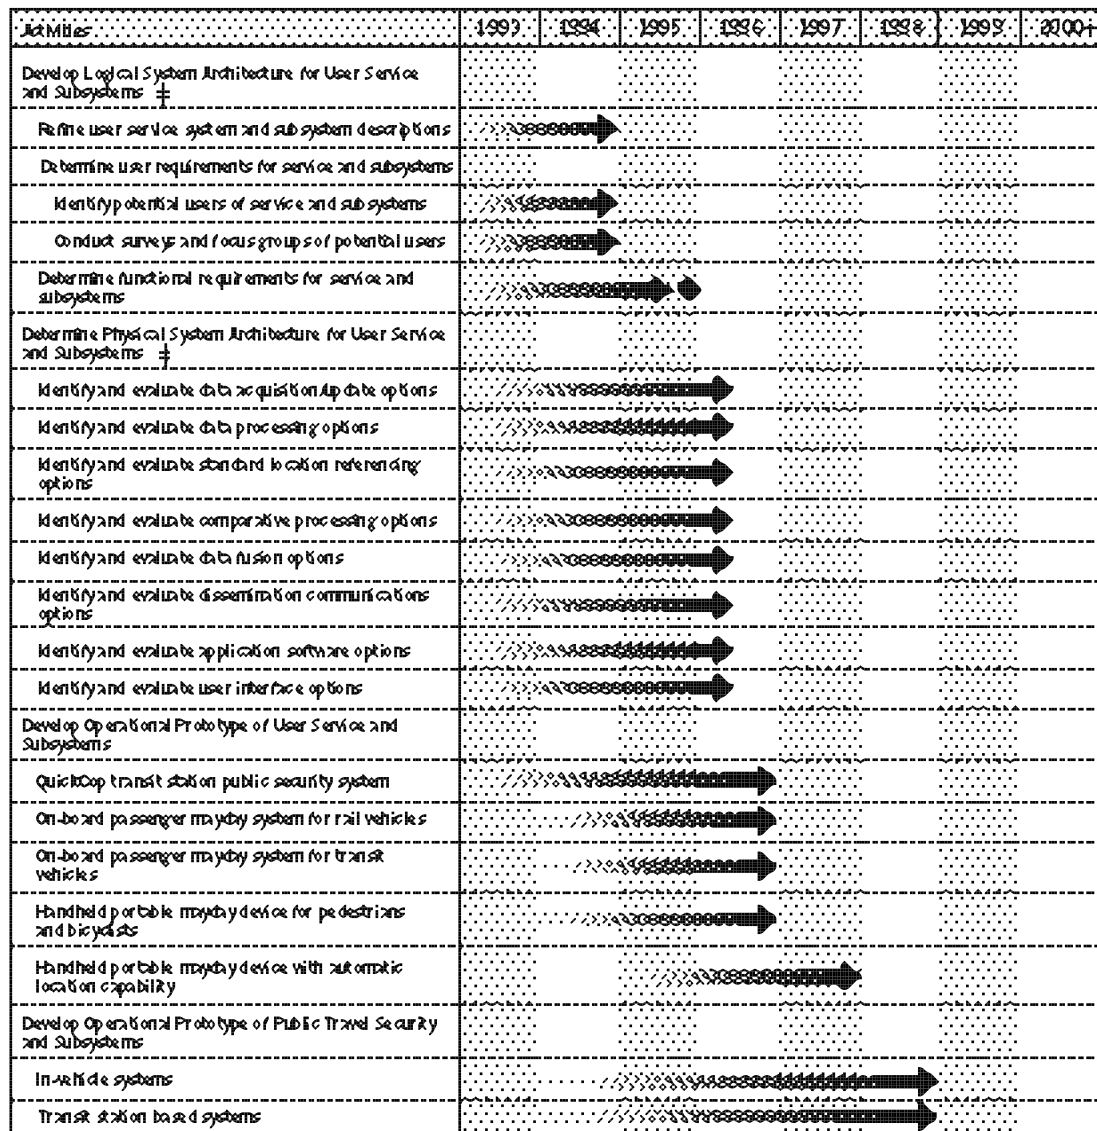 Activities 1993 1994 1995 1996 1997 1998 1999 2000+
Develop Logical System Architecture for User Service
and Subsystems ‡
Refine user service system and subsystem descriptions
Determine user requirements for service and subsystems
Identify potential users of service and subsystems
Conduct surveys and focus groups of potential users
Determine functional requirements for service and
subsystems
Determine Physical System Architecture for User Service
and Subsystems ‡
Identify and evaluate data acquisition/update options
Identify and evaluate data processing options
Identify and evaluate standard location referencing
options
Identify and evaluate comparative processing options
Identify and evaluate data fusion options
Identify and evaluate dissemination communications
options
Identify and evaluate application software options
Identify and evaluate user interface options
Develop Operational Prototype of User Service and
Subsystems
QuickCop transit station public security system
On-board passenger mayday system for rail vehicles
On-board passenger mayday system for transit
vehicles
Handheld portable mayday device for pedestrians
and bicyclists
Handheld portable mayday device with automatic
location capability
Develop Operational Prototype of Public Travel Security
and Subsystems
In-vehicle systems
Transit station based systems